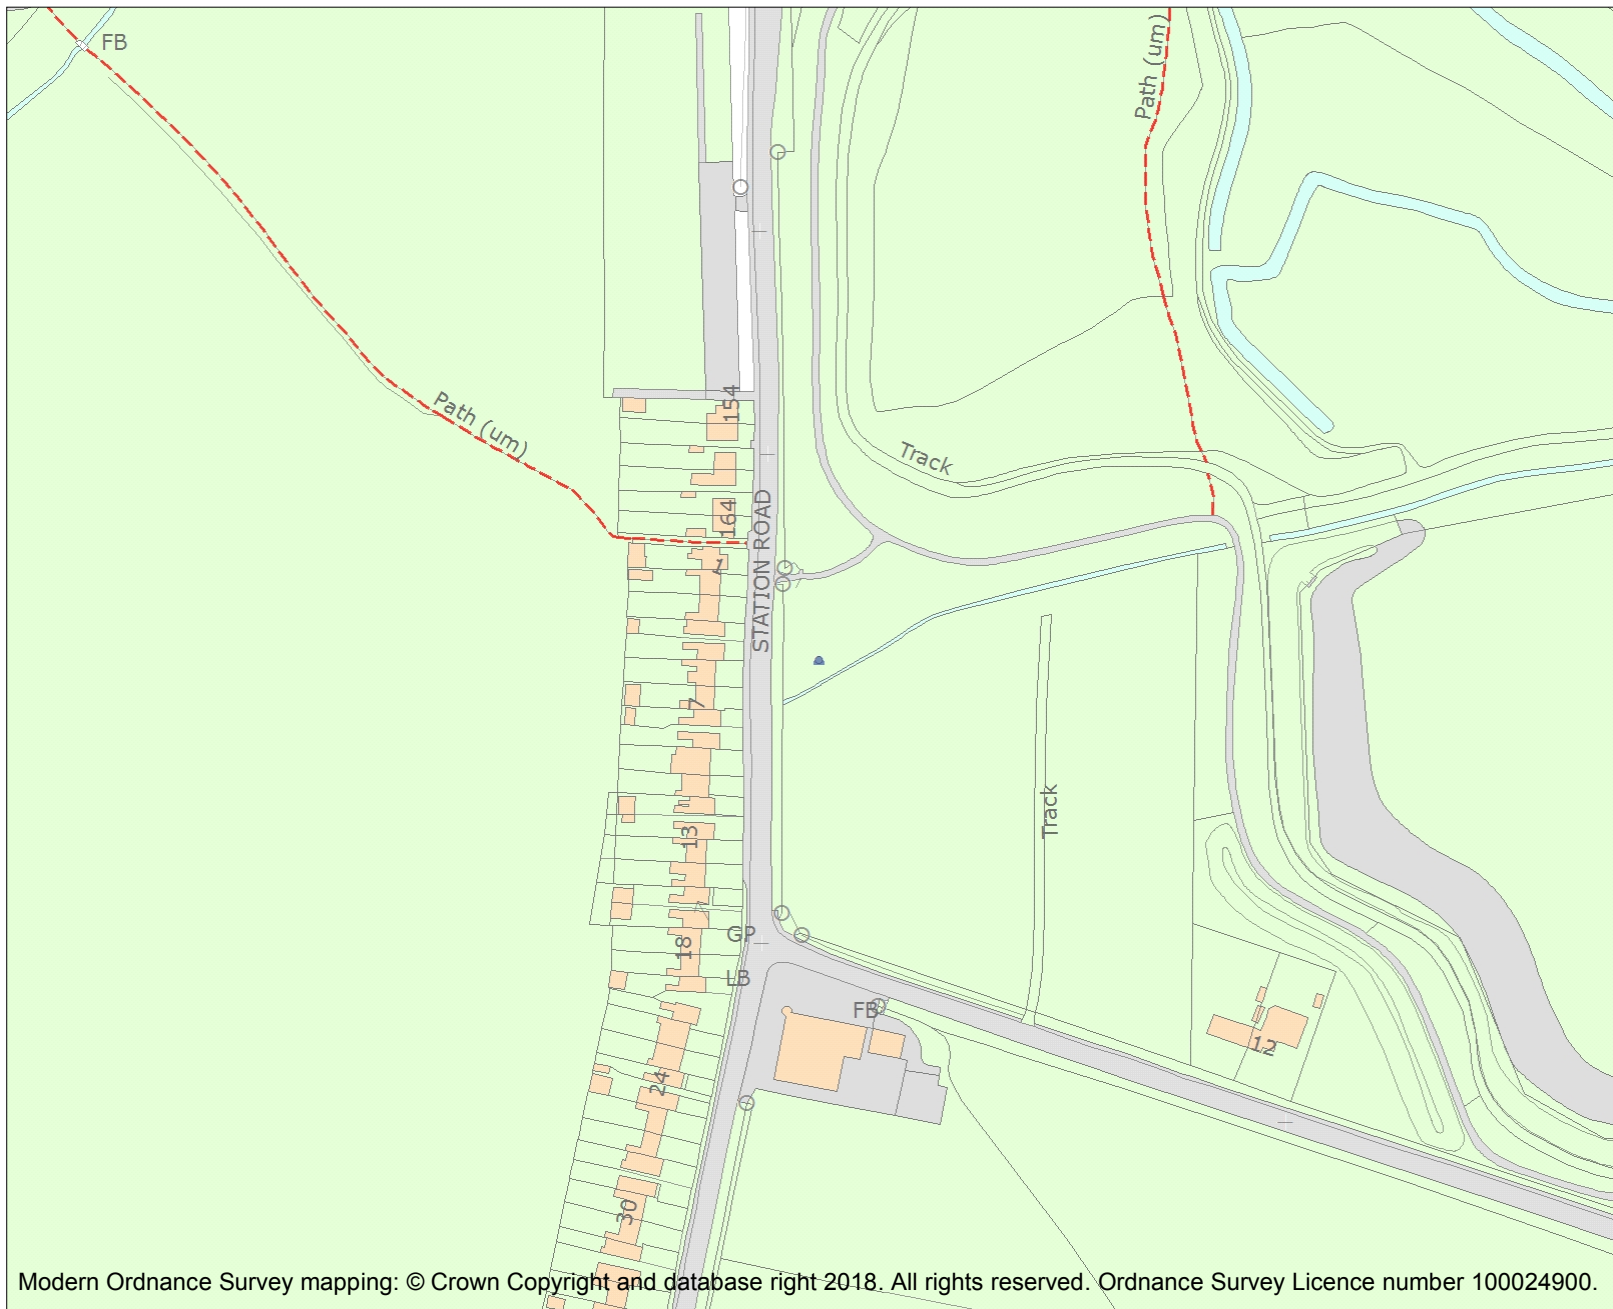 FB
Path (um)
154
Path (um)
Track
164
STATION ROAD
1
7
Track
13
GP
18
LB
FB
12
24
30
Modern Ordnance Survey mapping: © Crown Copyright and database right 2018. All rights reserved. Ordnance Survey Licence number 100024900.